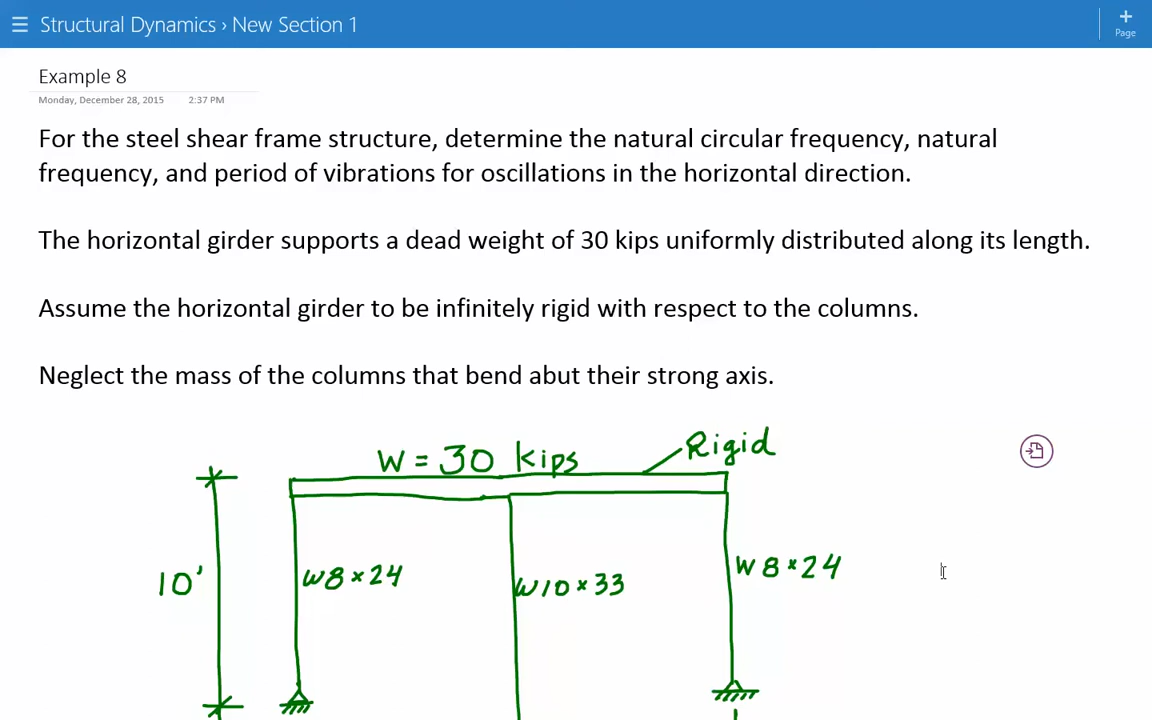 Structural Dynamics › New Section 1
Page
Example 8
Monday, December 28, 2015 2:37 PM
For the steel shear frame structure, determine the natural circular frequency, natural
frequency, and period of vibrations for oscillations in the horizontal direction.
The horizontal girder supports a dead weight of 30 kips uniformly distributed along its length.
Assume the horizontal girder to be infinitely rigid with respect to the columns.
Neglect the mass of the columns that bend abut their strong axis.
W = 30 kips
Rigid
10'
W8×24
W10×33
W8×24